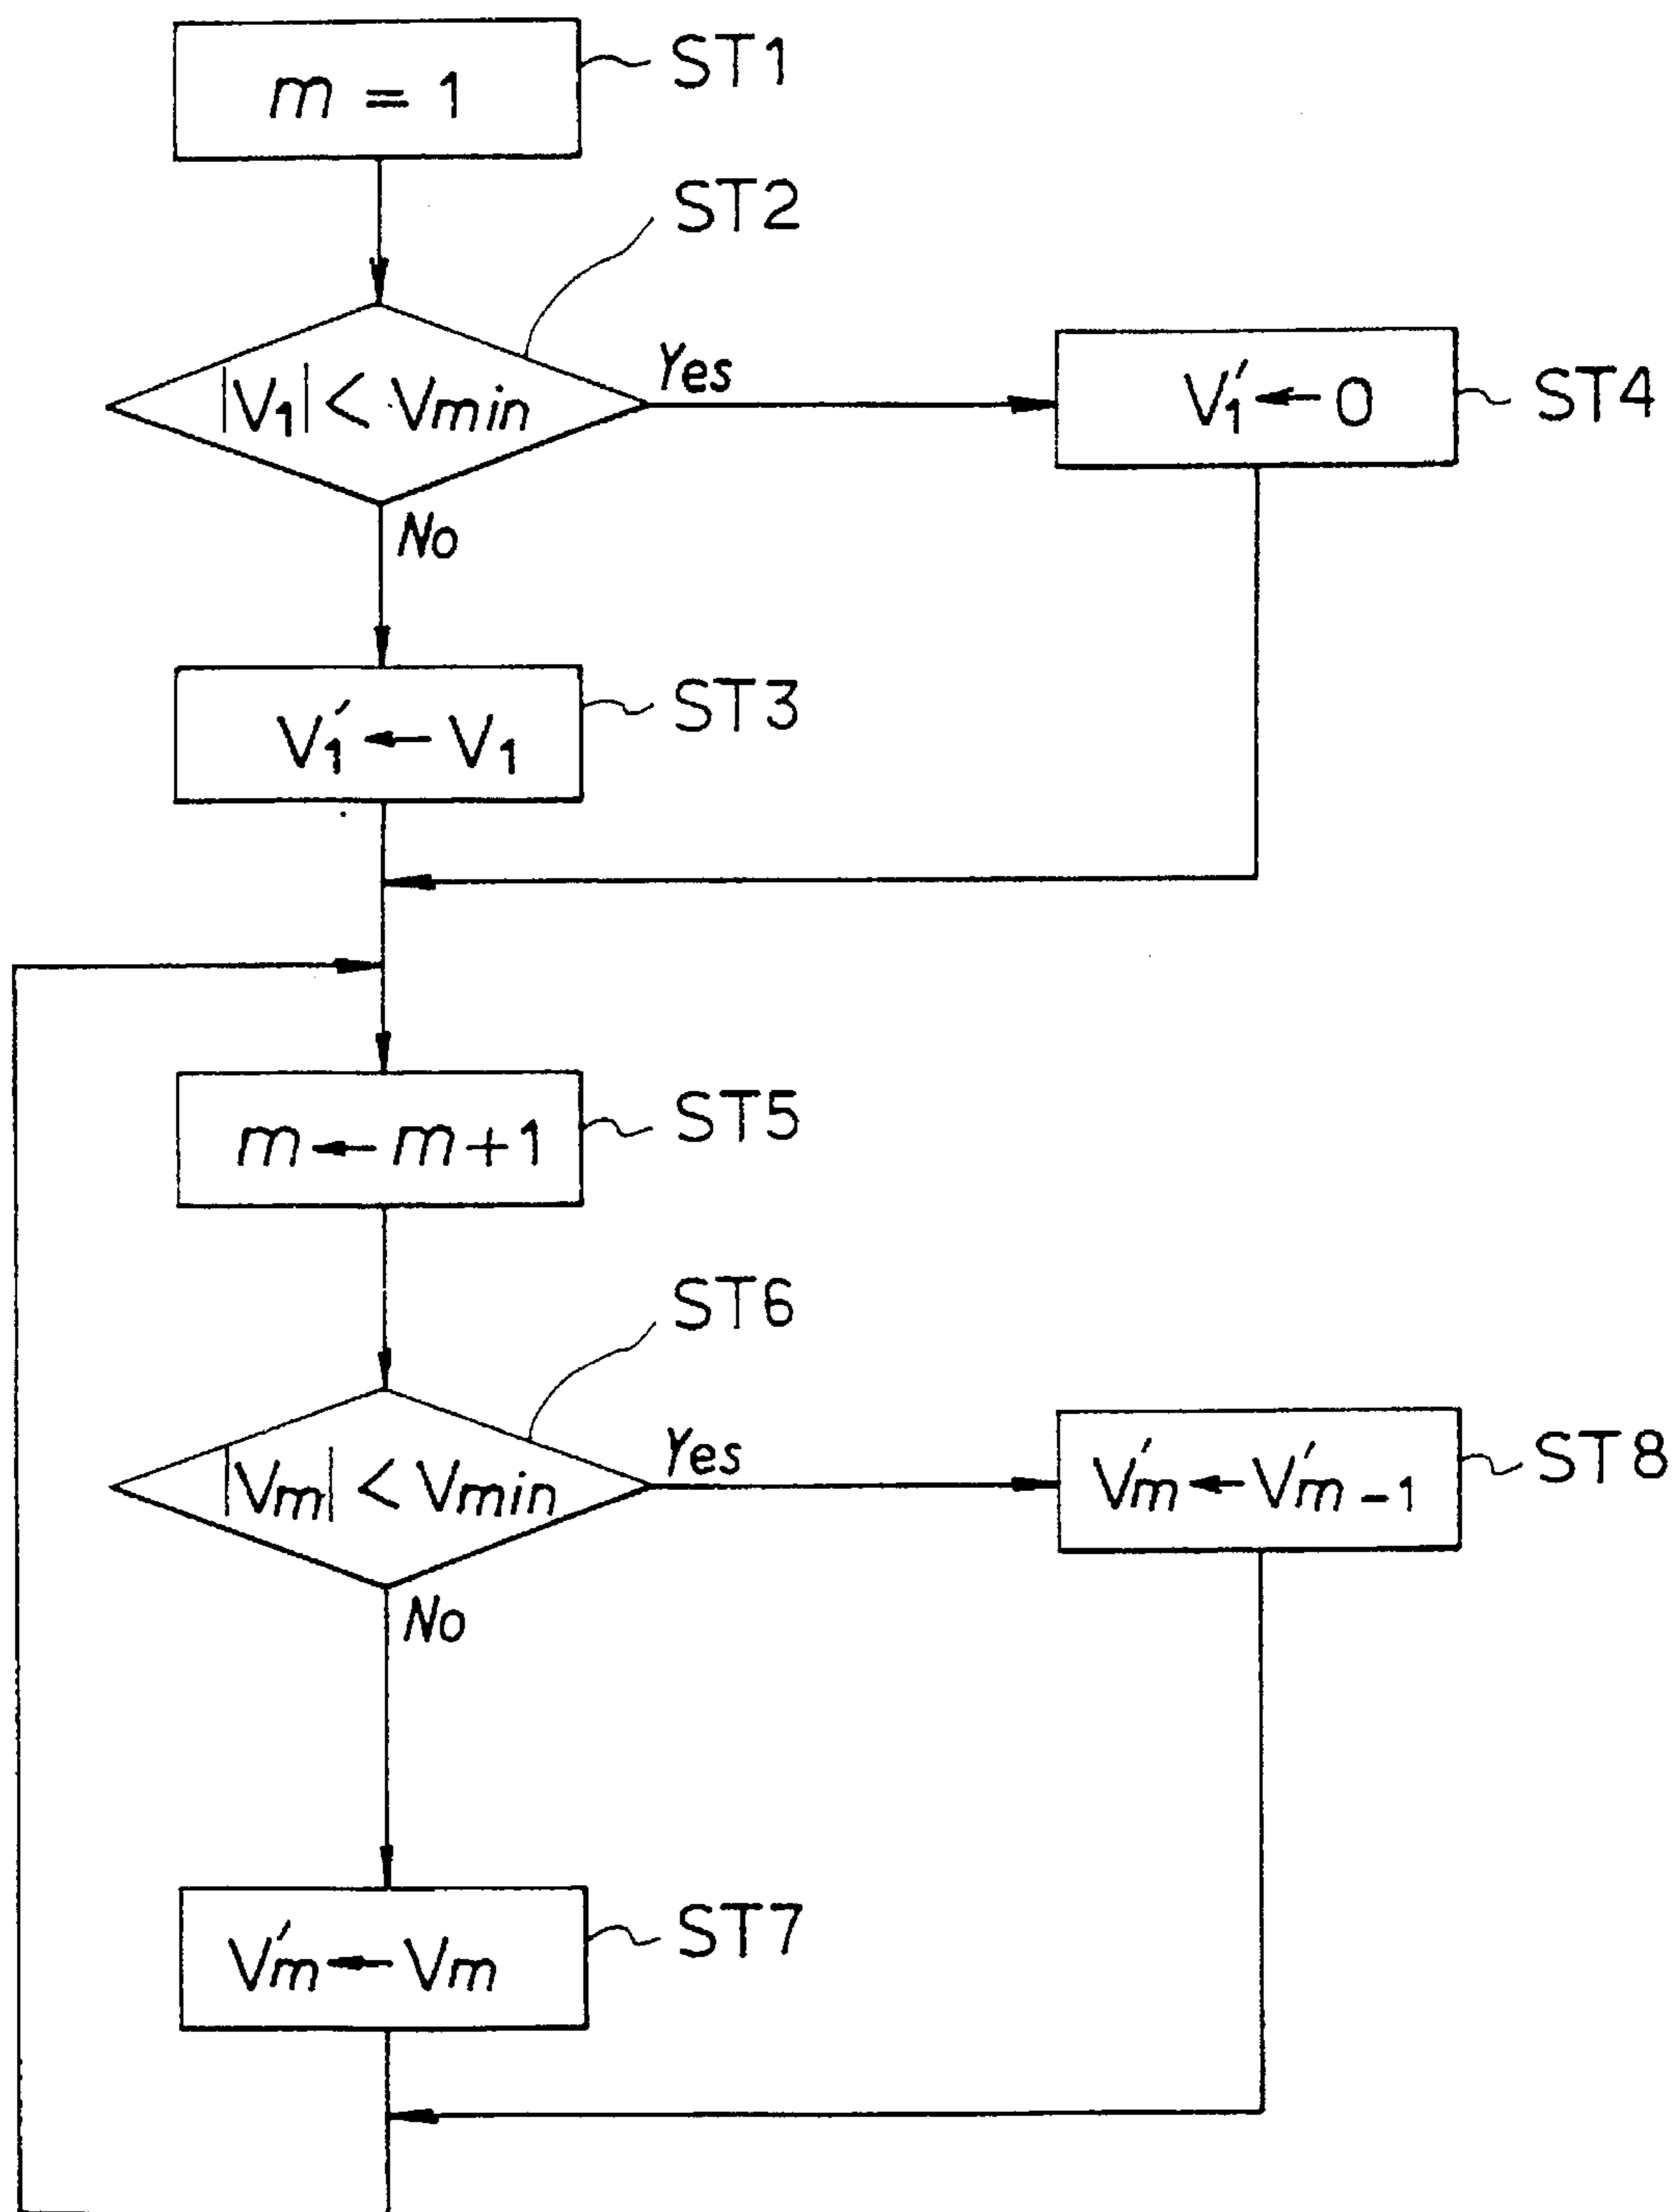 m = 1
ST1
ST2
|V₁| < Vmin
Yes
V₁′ ← 0
ST4
No
ST3
V₁′ ← V₁
ST5
m ← m+1
ST6
|Vm| < Vmin
Yes
Vm′ ← Vm′-1
ST8
No
ST7
Vm′ ← Vm